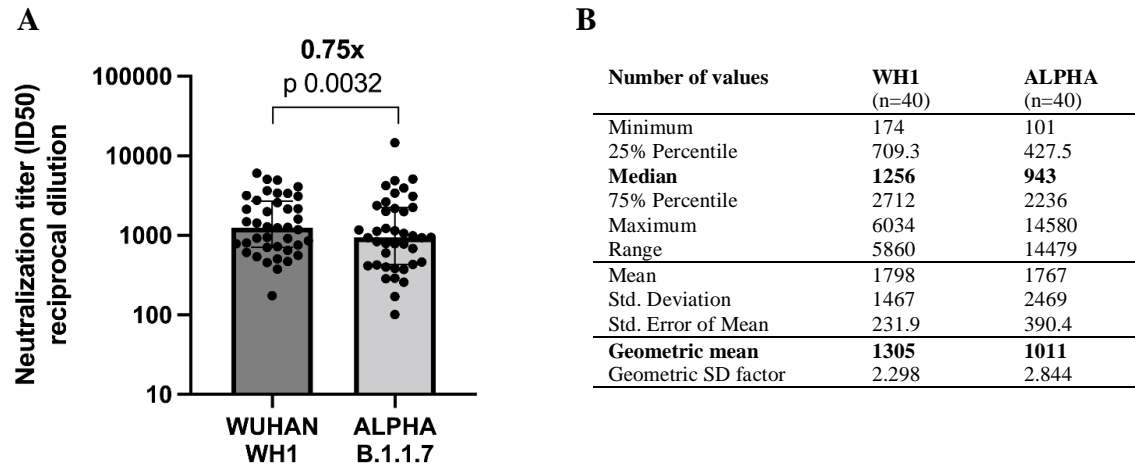 A
0.75x
p 0.0032
Neutralization titer (ID50)
reciprocal dilution
100000
10000
1000
100
10
WUHAN
WH1
ALPHA
B.1.1.7
B
Number of values WH1 ALPHA
(n=40) (n=40)
Minimum 174 101
25% Percentile 709.3 427.5
Median 1256 943
75% Percentile 2712 2236
Maximum 6034 14580
Range 5860 14479
Mean 1798 1767
Std. Deviation 1467 2469
Std. Error of Mean 231.9 390.4
Geometric mean 1305 1011
Geometric SD factor 2.298 2.844